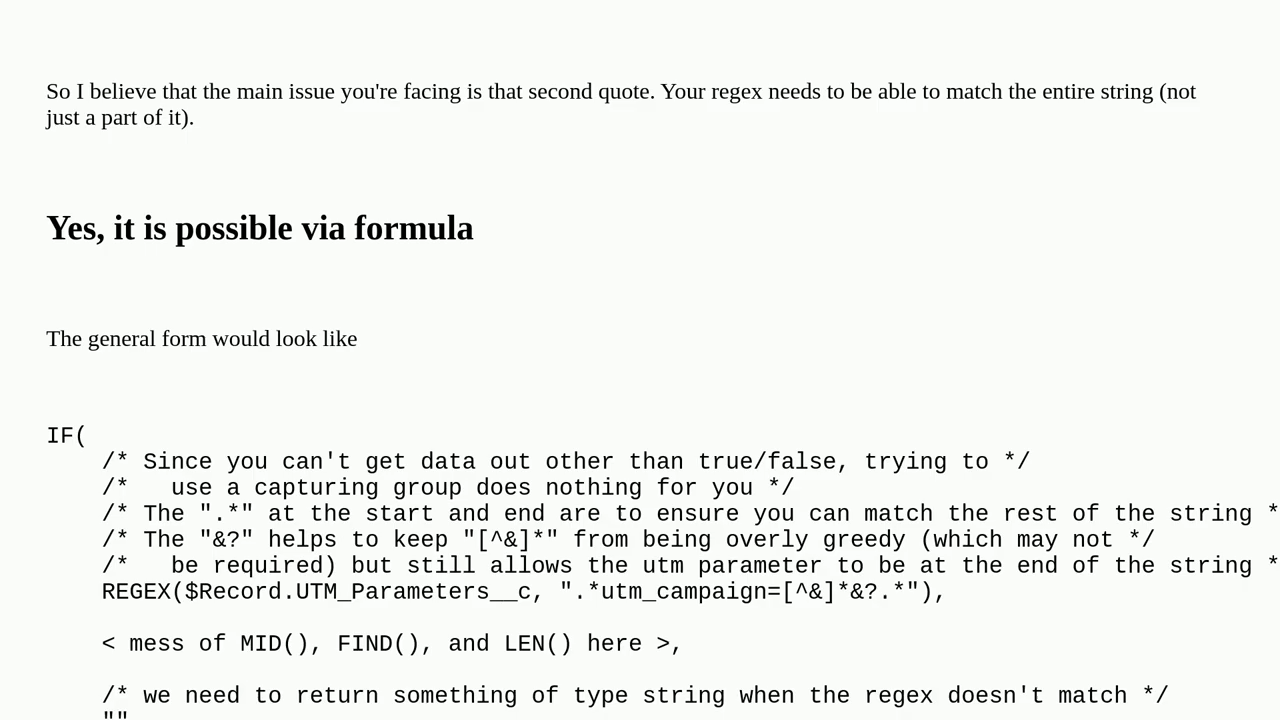 So I believe that the main issue you're facing is that second quote. Your regex needs to be able to match the entire string (not
just a part of it).
Yes, it is possible via formula
The general form would look like
IF(
    /* Since you can't get data out other than true/false, trying to */
    /*   use a capturing group does nothing for you */
    /* The ".*" at the start and end are to ensure you can match the rest of the string *
    /* The "&?" helps to keep "[^&]*" from being overly greedy (which may not */
    /*   be required) but still allows the utm parameter to be at the end of the string *
    REGEX($Record.UTM_Parameters__c, ".*utm_campaign=[^&]*&?.*"),
    < mess of MID(), FIND(), and LEN() here >,
    /* we need to return something of type string when the regex doesn't match */
    ""